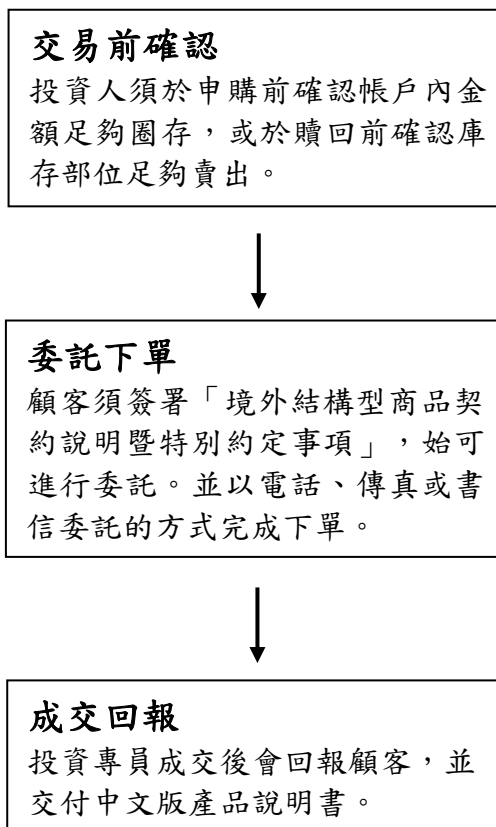 交易前確認
投資人須於申購前確認帳戶內金
額足夠圈存，或於贖回前確認庫
存部位足夠賣出。
委託下單
顧客須簽署「境外結構型商品契
約說明暨特別約定事項」，始可
進行委託。並以電話、傳真或書
信委託的方式完成下單。
成交回報
投資專員成交後會回報顧客，並
交付中文版產品說明書。